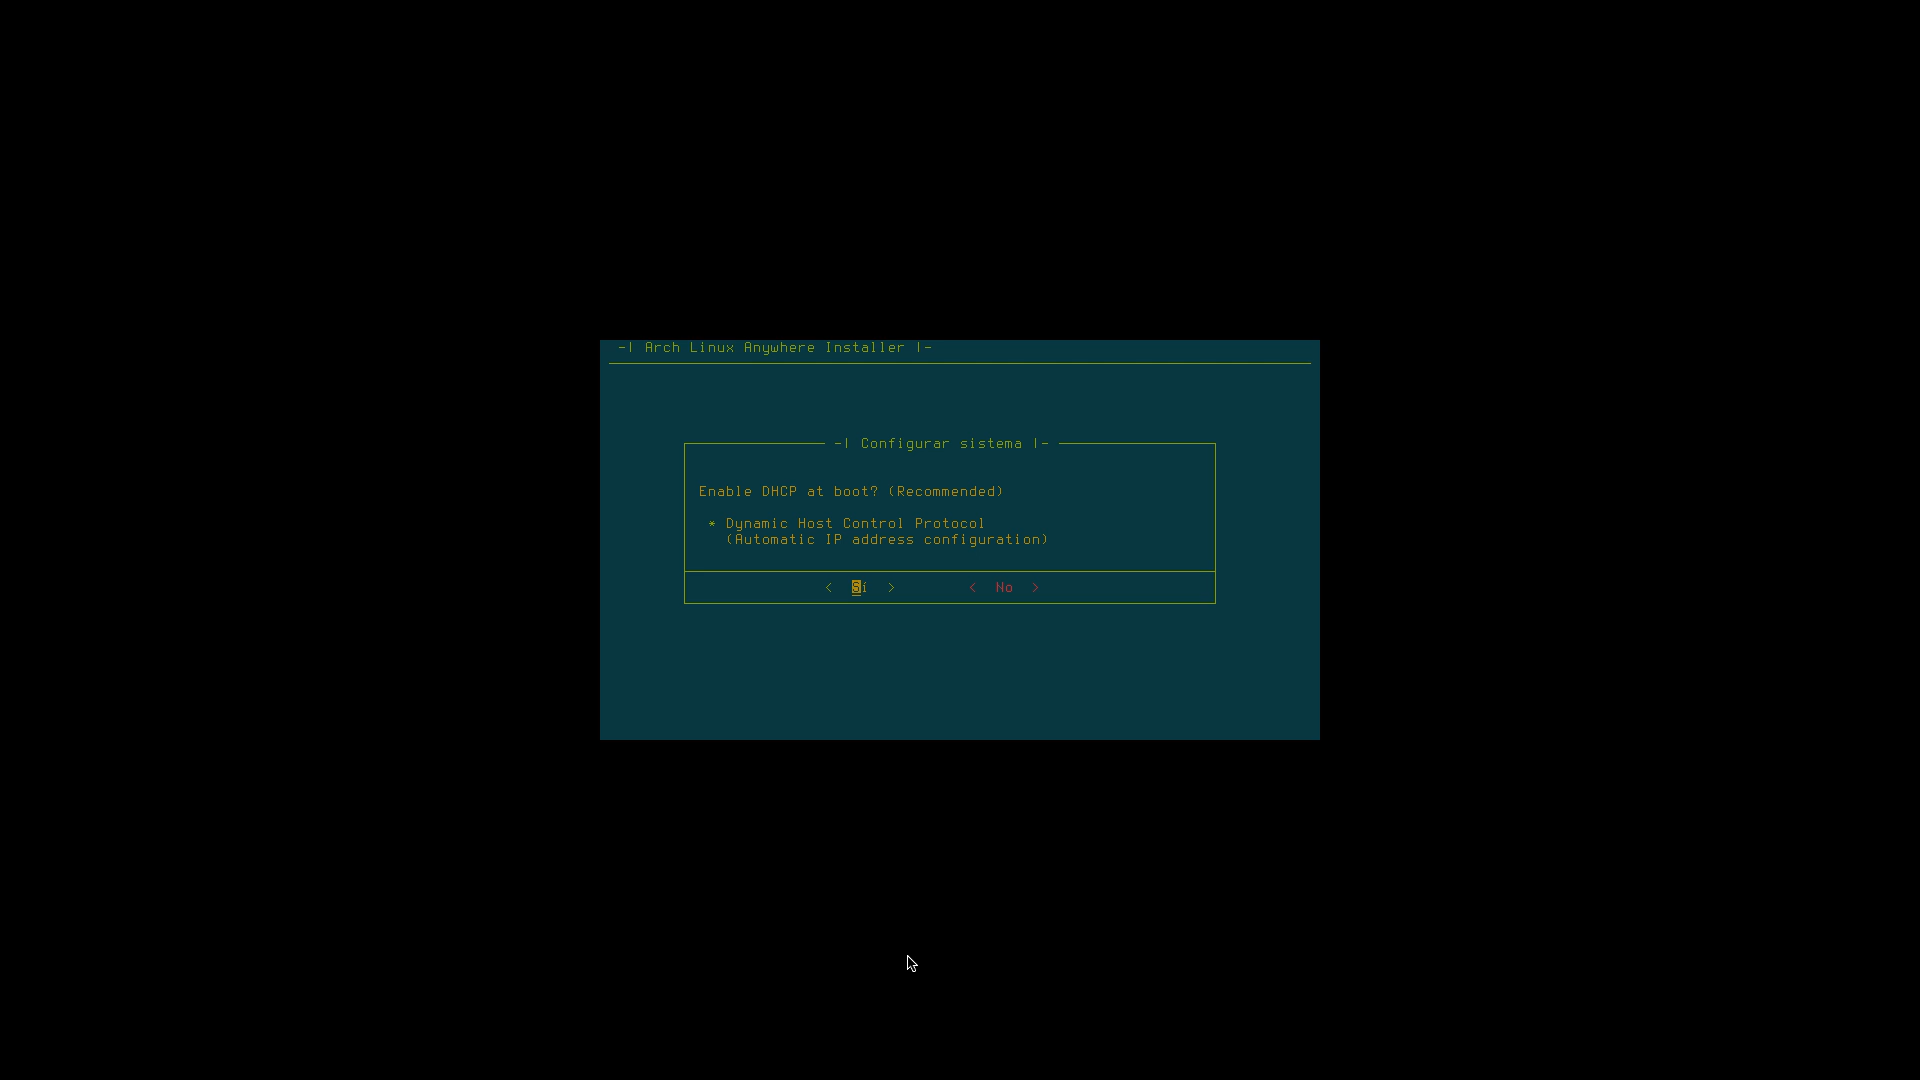 -| Arch Linux Anywhere Installer |-
-| Configurar sistema |-
Enable DHCP at boot? (Recommended)
* Dynamic Host Control Protocol
(Automatic IP address configuration)
< Sí > < No >